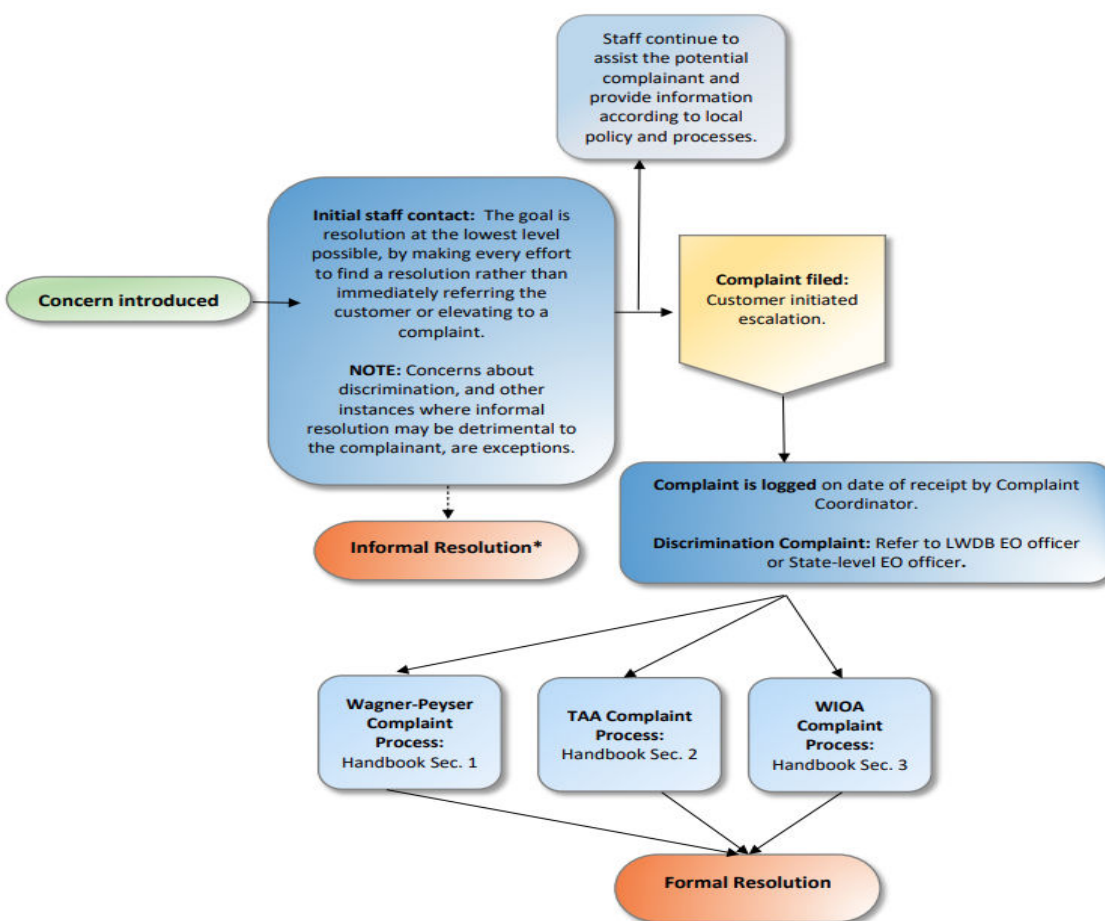 Staff continue to
assist the potential
complainant and
provide information
according to local
policy and processes.
Concern introduced
Initial staff contact: The goal is
resolution at the lowest level
possible, by making every effort
to find a resolution rather than
immediately referring the
customer or elevating to a
complaint.
NOTE: Concerns about
discrimination, and other
instances where informal
resolution may be detrimental to
the complainant, are exceptions.
Complaint filed:
Customer initiated
escalation.
Informal Resolution*
Complaint is logged on date of receipt by Complaint
Coordinator.
Discrimination Complaint: Refer to LWDB EO officer
or State-level EO officer.
Wagner-Peyser
Complaint
Process:
Handbook Sec. 1
TAA Complaint
Process:
Handbook Sec. 2
WIOA
Complaint
Process:
Handbook Sec. 3
Formal Resolution